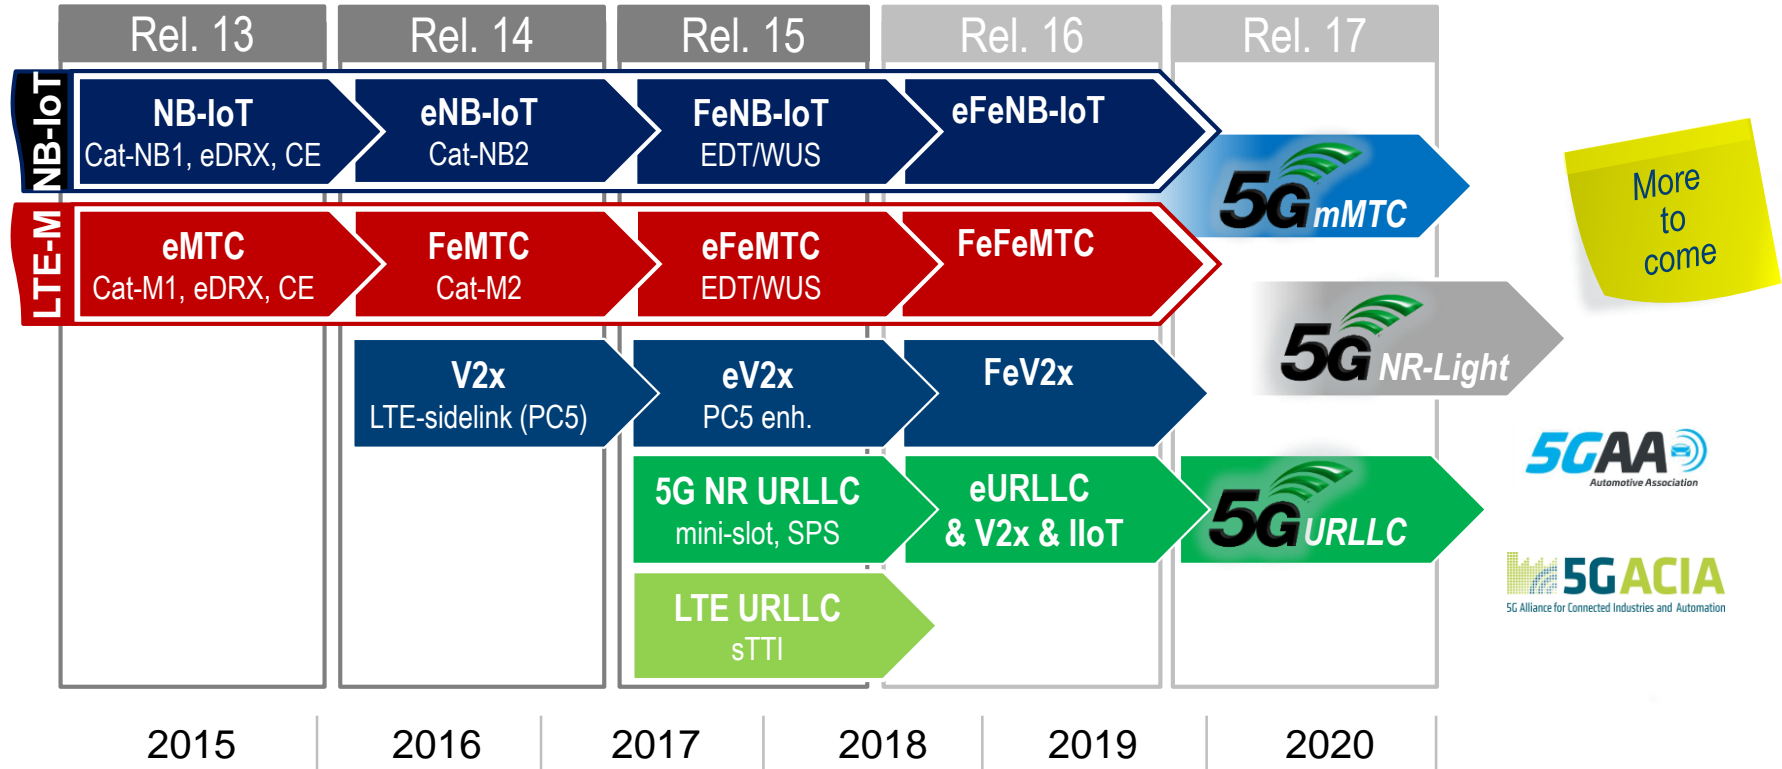 Rel. 13
Rel. 14
Rel. 15
Rel. 16
Rel. 17
NB-IoT
NB-IoT
Cat-NB1, eDRX, CE
eNB-IoT
Cat-NB2
FeNB-IoT
EDT/WUS
eFeNB-IoT
5G mMTC
More
to
come
LTE-M
eMTC
Cat-M1, eDRX, CE
FeMTC
Cat-M2
eFeMTC
EDT/WUS
FeFeMTC
5G NR-Light
V2x
LTE-sidelink (PC5)
eV2x
PC5 enh.
FeV2x
5GAA
Automotive Association
5G NR URLLC
mini-slot, SPS
eURLLC
& V2x & IIoT
5G URLLC
5G ACIA
5G Alliance for Connected Industries and Automation
LTE URLLC
sTTI
2015
2016
2017
2018
2019
2020